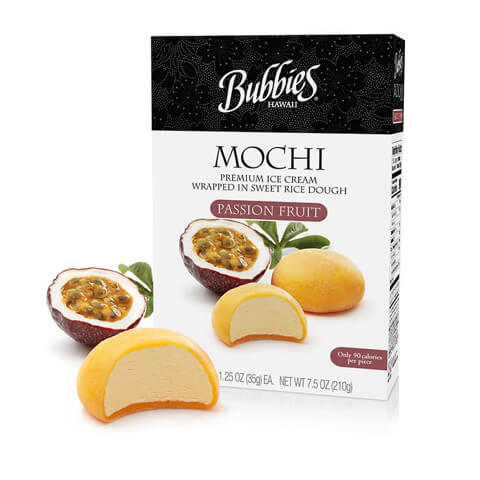 Bubbies®
HAWAII
MOCHI
PREMIUM ICE CREAM
WRAPPED IN SWEET RICE DOUGH
PASSION FRUIT
Only 90 calories
per piece
1.25 OZ (35g) EA. NET WT 7.5 OZ (210g)